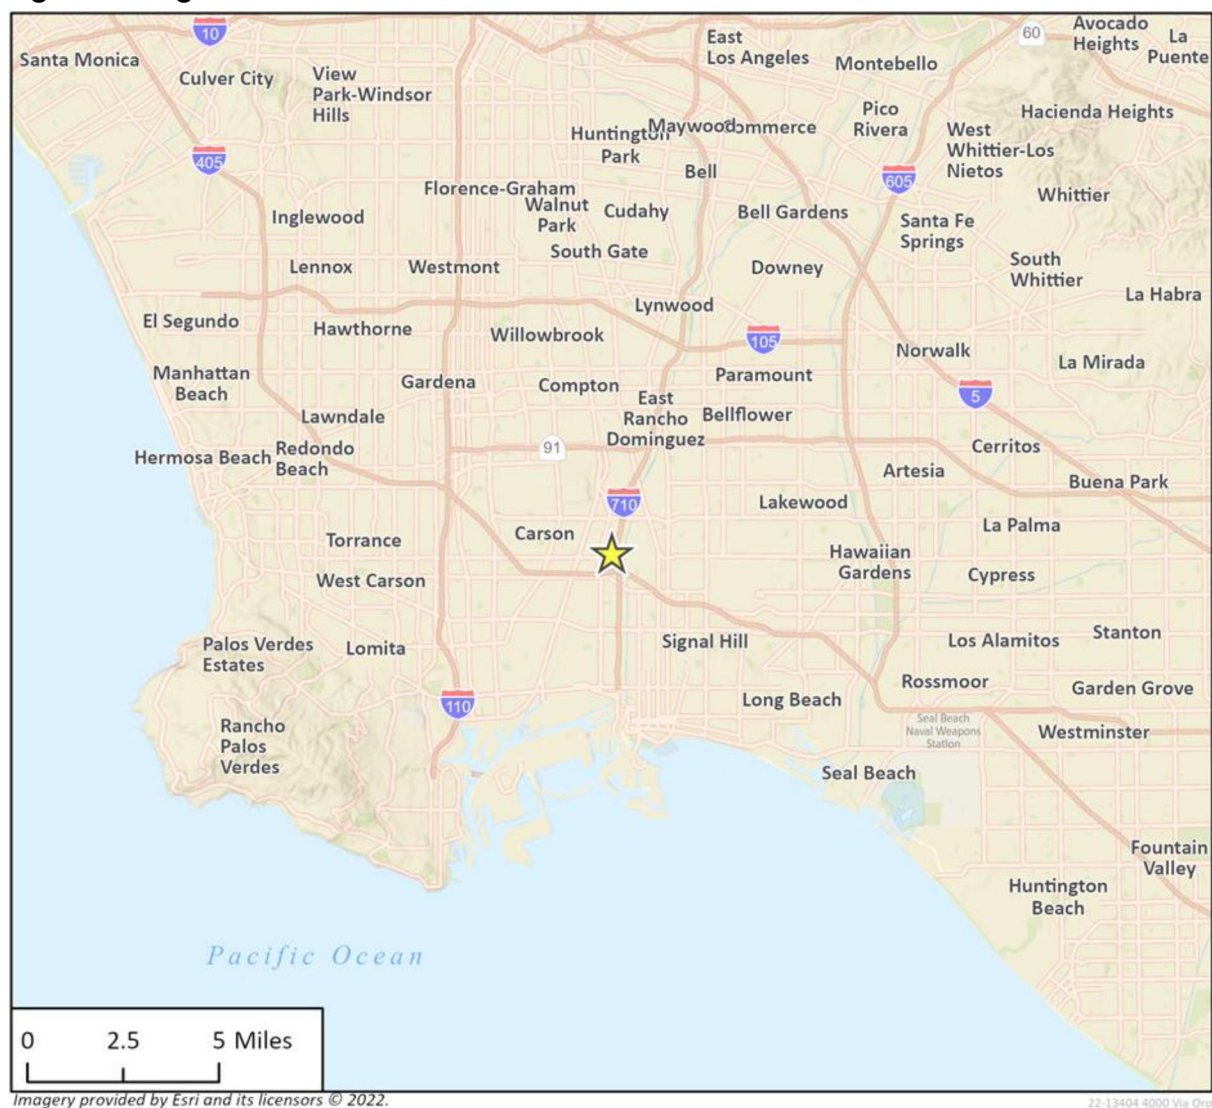 10
60
Avocado
Heights
La
Puente
Santa Monica
Culver City
View
Park-Windsor
Hills
East
Los Angeles
Montebello
Pico
Rivera
Hacienda Heights
Huntington
Park
Maywood
Commerce
West
Whittier-Los
Nietos
405
Bell
605
Whittier
Florence-Graham
Walnut
Park
Cudahy
Bell Gardens
Inglewood
Santa Fe
Springs
South Gate
Lennox
Westmont
Downey
South
Whittier
La Habra
Lynwood
El Segundo
Hawthorne
Willowbrook
105
Norwalk
La Mirada
Manhattan
Beach
Gardena
Compton
Paramount
5
East
Rancho
Dominguez
Bellflower
Lawndale
Hermosa Beach
Redondo
Beach
91
Cerritos
Artesia
Buena Park
710
Lakewood
Carson
La Palma
Torrance
Hawaiian
Gardens
West Carson
Cypress
Palos Verdes
Estates
Lomita
Signal Hill
Los Alamitos
Stanton
Rossmoor
Garden Grove
110
Long Beach
Rancho
Palos
Verdes
Seal Beach
Naval Weapons
Station
Westminster
Seal Beach
Fountain
Valley
Huntington
Beach
Pacific Ocean
0 2.5 5 Miles
Imagery provided by Esri and its licensors © 2022.
22-13404 4000 Via Oro